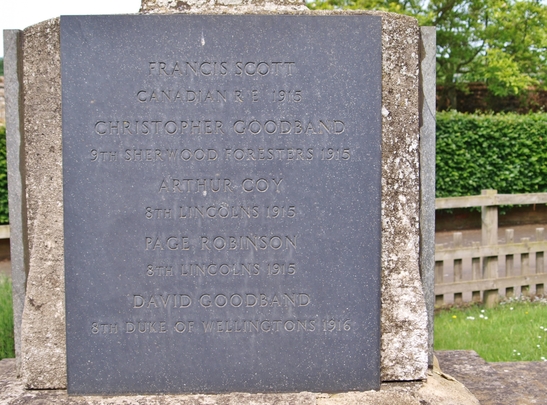 FRANCIS SCOTT
CANADIAN R E 1915
CHRISTOPHER GOODBAND
9TH SHERWOOD FORESTERS 1915
ARTHUR COY
8TH LINCOLNS 1915
PAGE ROBINSON
8TH LINCOLNS 1915
DAVID GOODBAND
8TH DUKE OF WELLINGTONS 1916